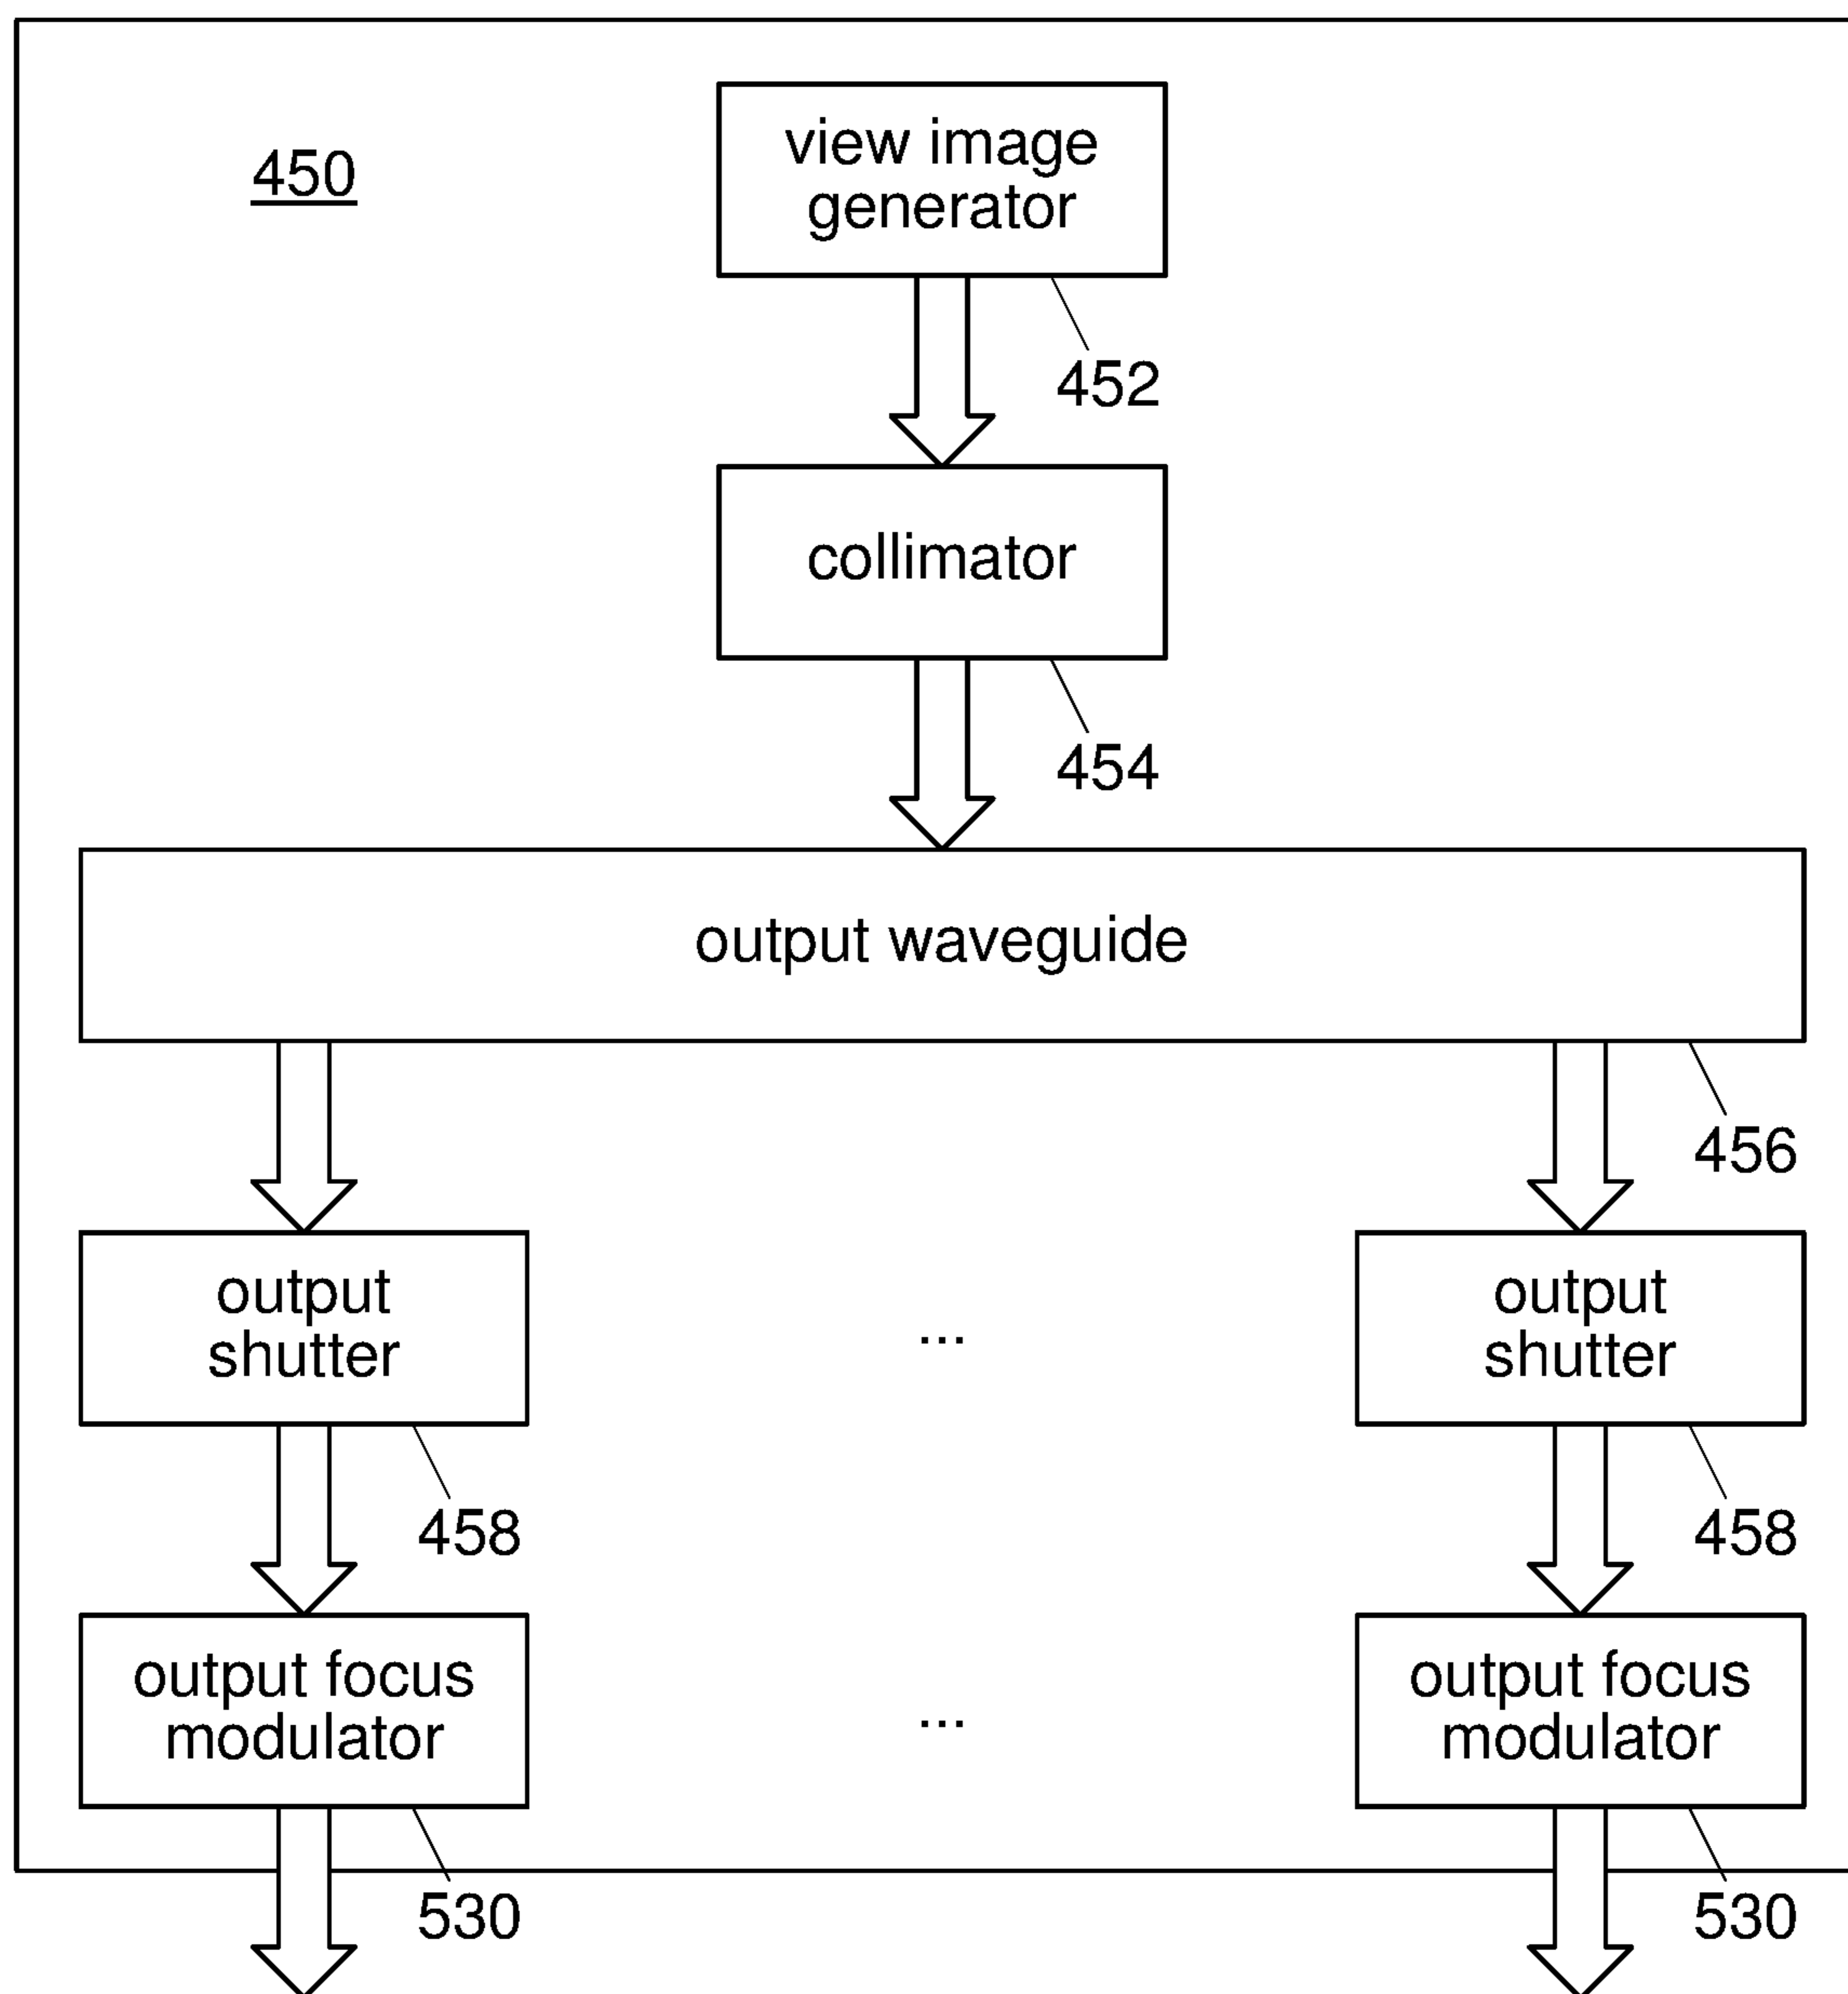 450
view image
generator
452
collimator
454
output waveguide
456
output
shutter
...
output
shutter
458
458
output focus
modulator
...
output focus
modulator
530
530